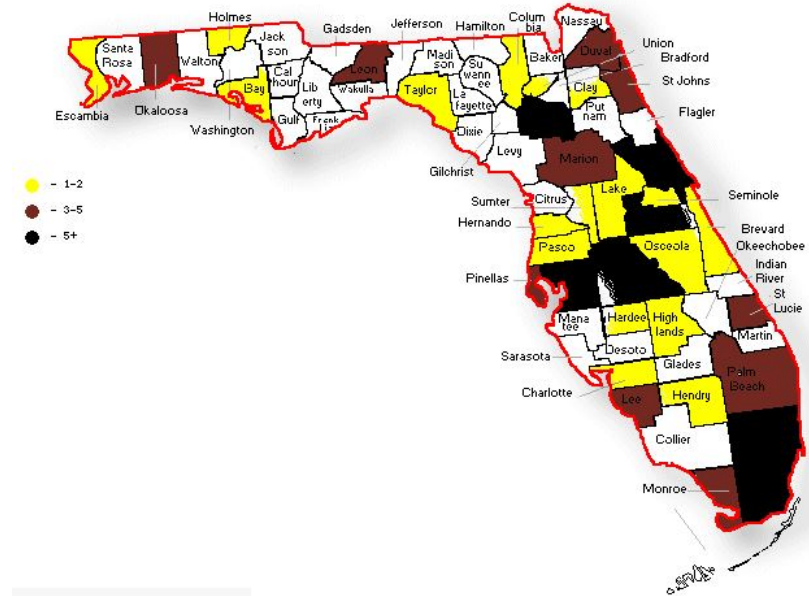 Holmes
Gadsden
Jefferson
Hamilton
Colum
bia
Nassau
Santa
Rosa
Walton
Jack
son
Leon
Madi
son
Su
wann
ee
Baker
Duval
Union
Bradford
St Johns
Cal
houn
Lib
erty
Wakulla
Bay
Taylor
La
fayette
Clay
Put
nam
Flagler
Escambia
Okaloosa
Washington
Gulf
Frank
lin
Dixie
Gilchrist
Levy
Marion
- 1-2
- 3-5
- 5+
Citrus
Lake
Seminole
Sumter
Hernando
Pasco
Osceola
Brevard
Okeechobee
Indian
River
St
Lucie
Pinellas
Mana
tee
Hardee
High
lands
Martin
Sarasota
Desoto
Glades
Palm
Beach
Charlotte
Lee
Hendry
Collier
Monroe